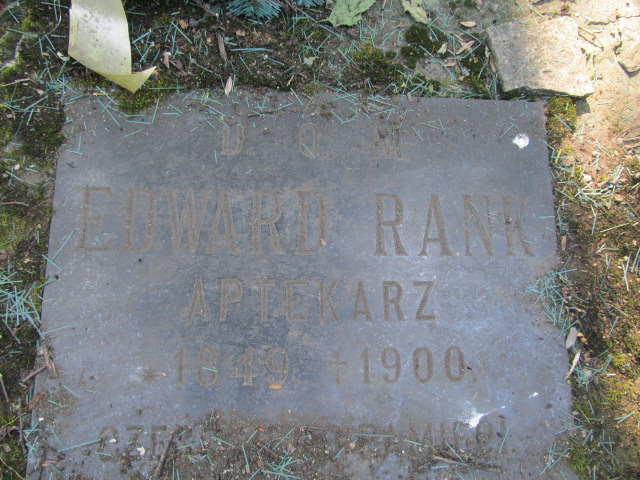 D O M
EDWARD RANK
APTEKARZ
* 1849 † 1900.